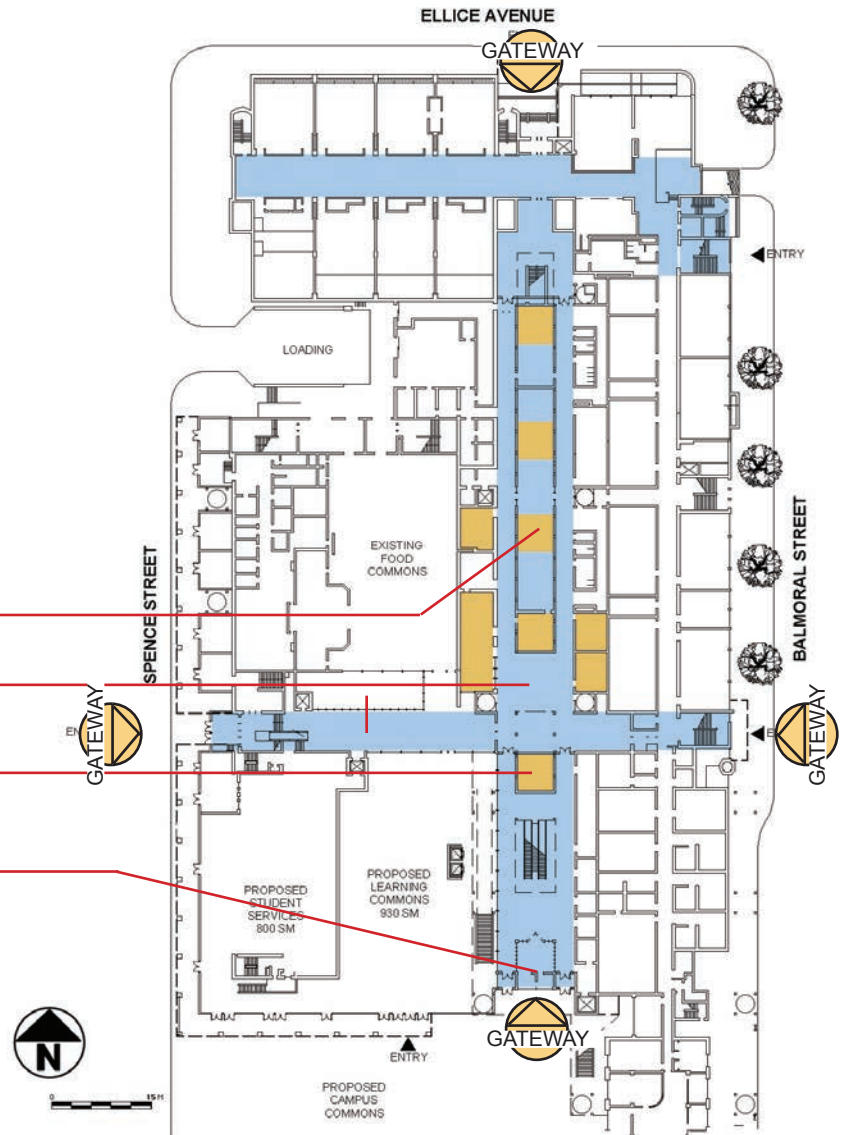 ELLICE AVENUE
GATEWAY
ENTRY
LOADING
EXISTING
FOOD
COMMONS
SPENCE STREET
BALMORAL STREET
GATEWAY
GATEWAY
PROPOSED
STUDENT
SERVICES
800 SM
PROPOSED
LEARNING
COMMONS
930 SM
GATEWAY
N
ENTRY
0 15M
PROPOSED
CAMPUS
COMMONS